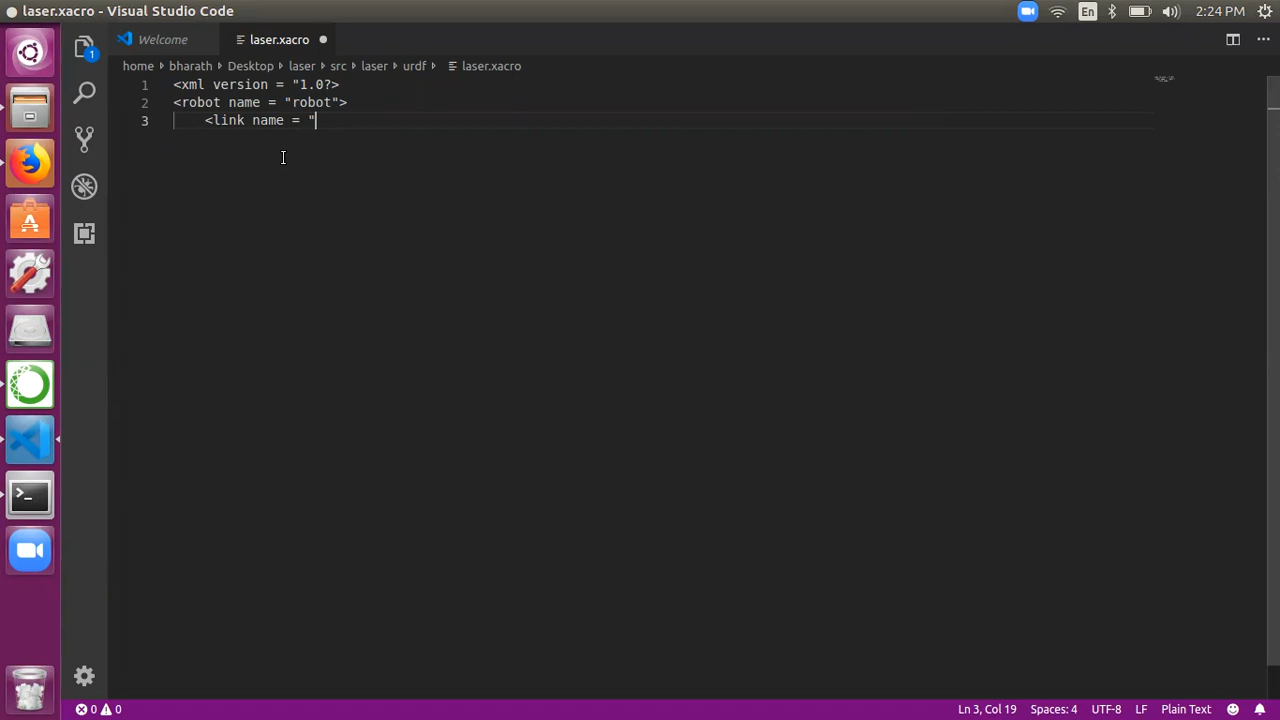 laser.xacro - Visual Studio Code
En
2:24 PM
1
Welcome
laser.xacro
home bharath Desktop laser src laser urdf laser.xacro
1 <xml version = "1.0?>
2 <robot name = "robot">
3 <link name = "
0 0
Ln 3, Col 19 Spaces: 4 UTF-8 LF Plain Text